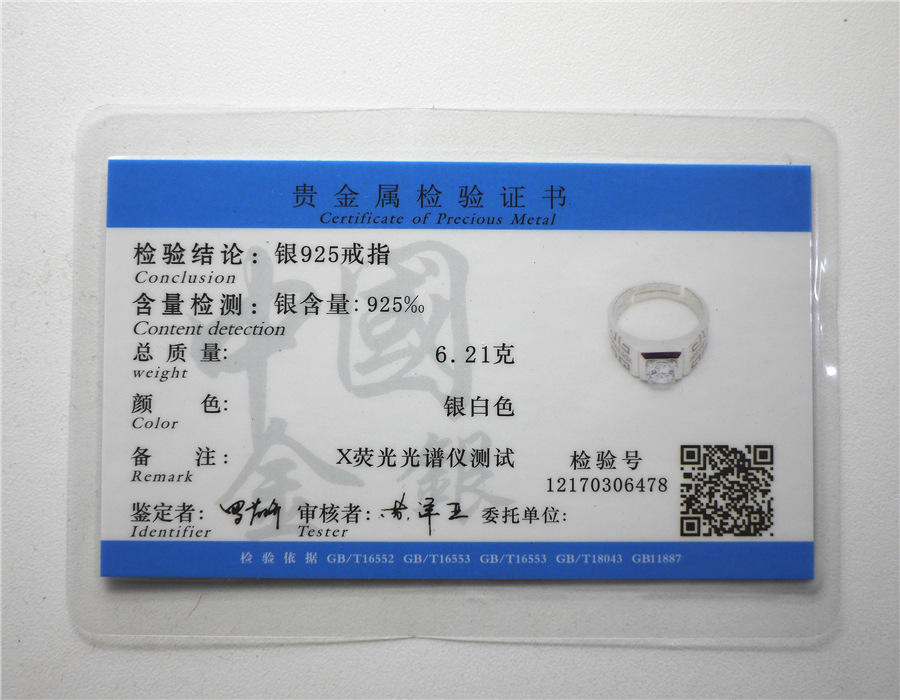 贵金属检验证书
Certificate of Precious Metal
检验结论: 银925戒指
Conclusion
含量检测: 银含量: 925‰
Content detection
总质量: 6.21克
weight
颜色: 银白色
Color
备注: X荧光光谱仪测试
Remark
检验号
12170306478
鉴定者: 审核者: 委托单位:
Identifier Tester
检验依据 GB/T16552 GB/T16553 GB/T16553 GB/T18043 GB11887
中國
金銀